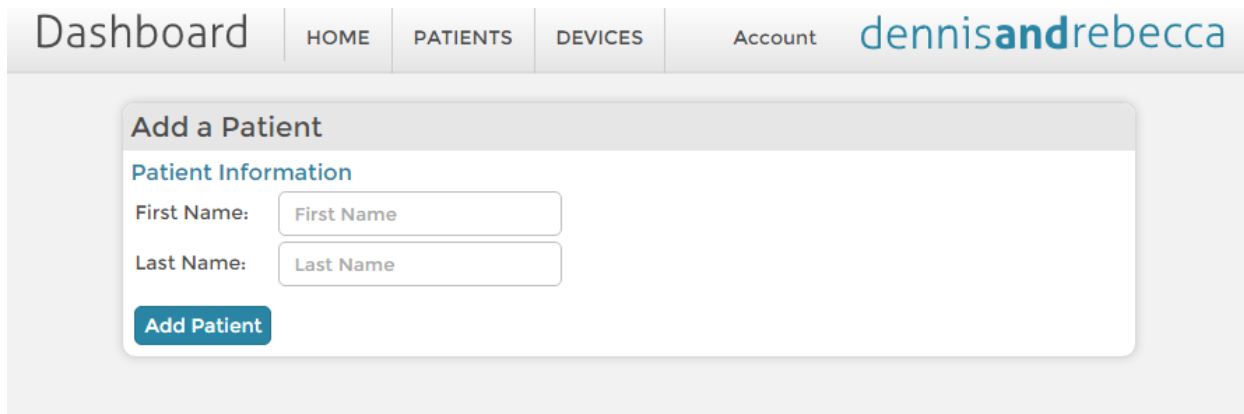 Dashboard HOME PATIENTS DEVICES Account dennisandrebecca
Add a Patient
Patient Information
First Name: First Name
Last Name: Last Name
Add Patient